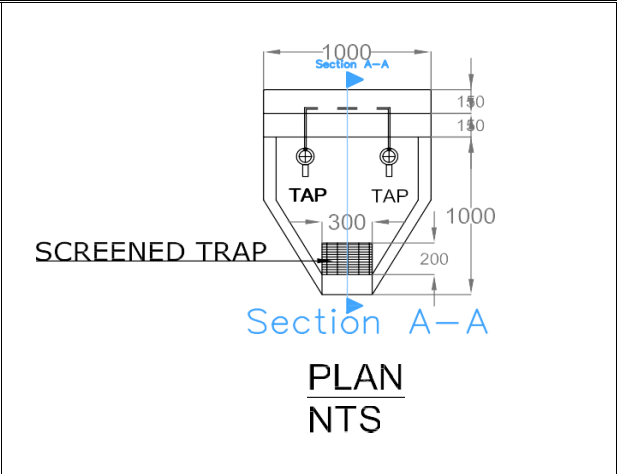 1000
Section A-A
150
150
TAP
TAP
300
1000
SCREENED TRAP
200
Section A-A
PLAN
NTS